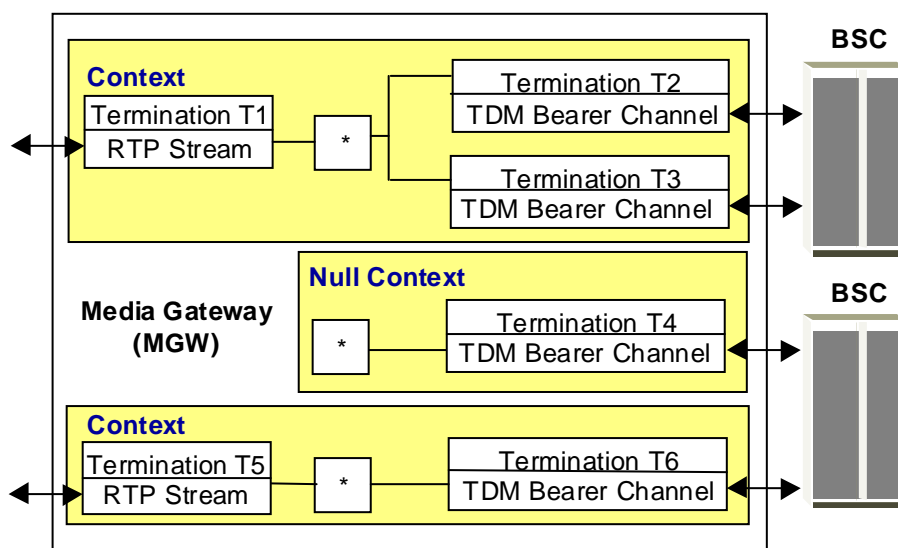 BSC
Context
Termination T1
RTP Stream
*
Termination T2
TDM Bearer Channel
Termination T3
TDM Bearer Channel
Null Context
BSC
Media Gateway
(MGW)
*
Termination T4
TDM Bearer Channel
Context
Termination T5
RTP Stream
*
Termination T6
TDM Bearer Channel